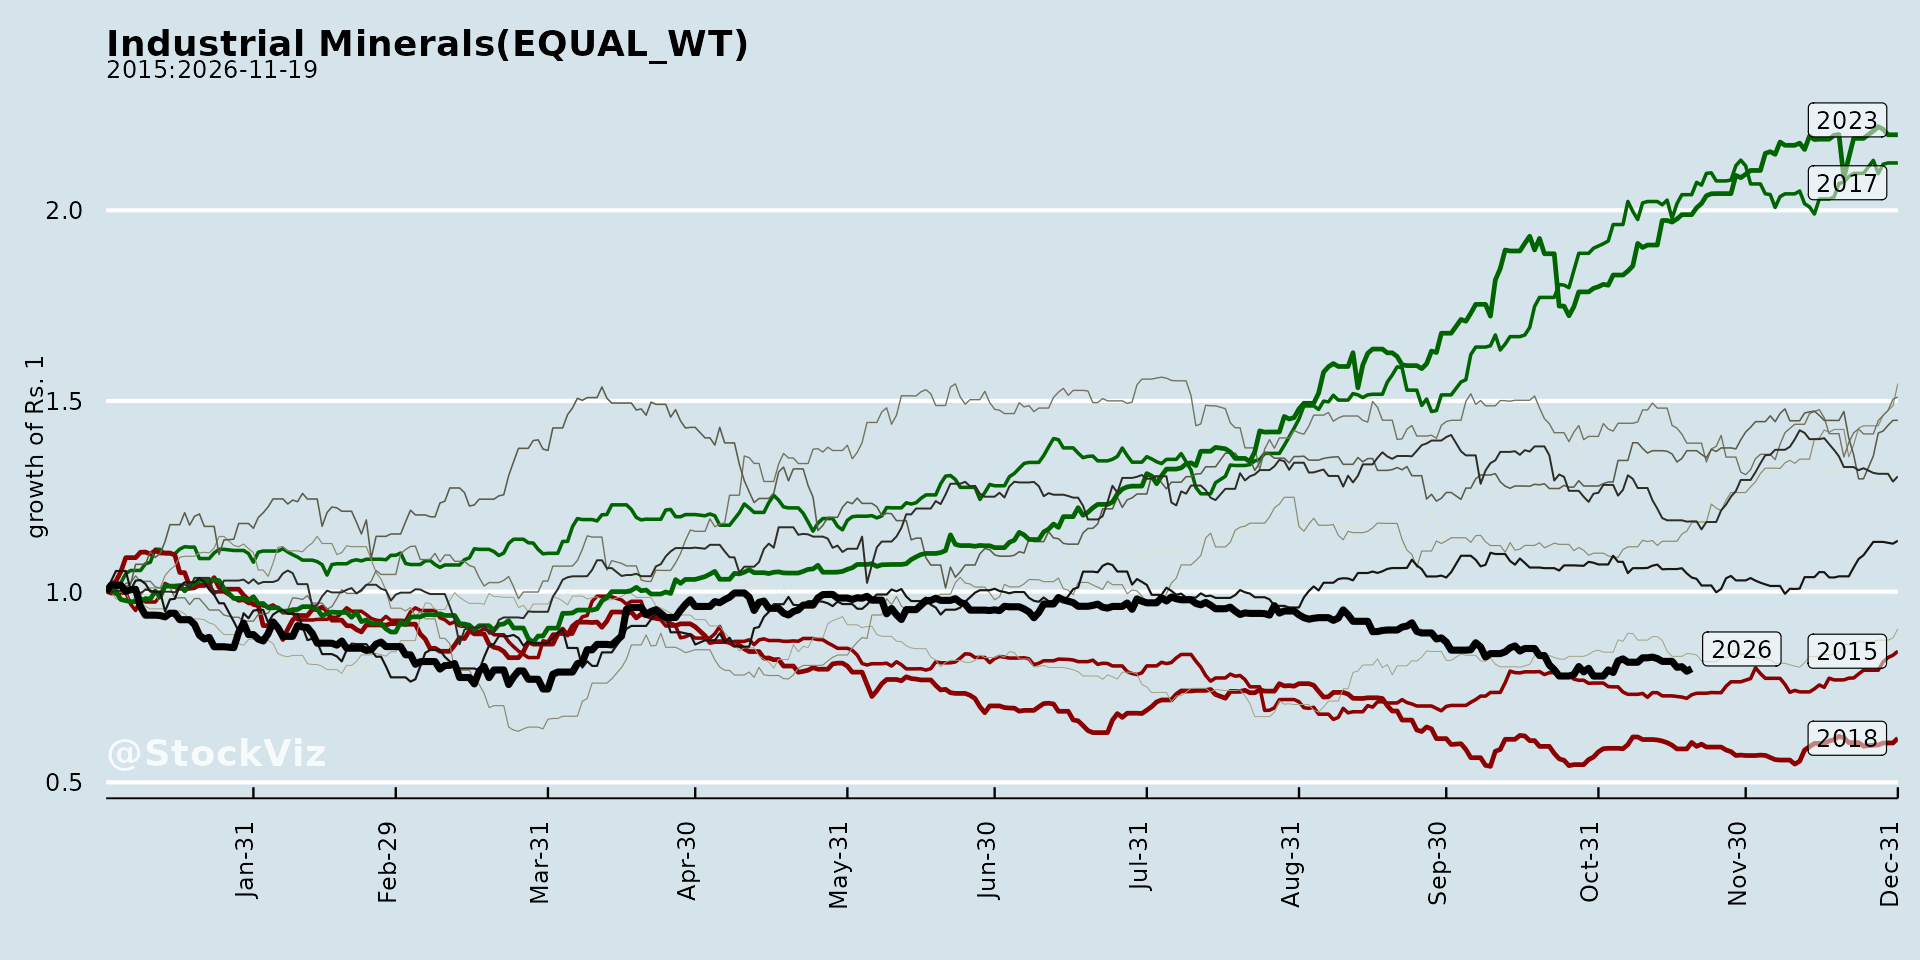 Industrial Minerals(EQUAL_WT)
2015:2026-11-19
growth of Rs. 1
2.0
1.5
1.0
0.5
2023
2017
2026
2015
2018
@StockViz
Jan-31
Feb-29
Mar-31
Apr-30
May-31
Jun-30
Jul-31
Aug-31
Sep-30
Oct-31
Nov-30
Dec-31